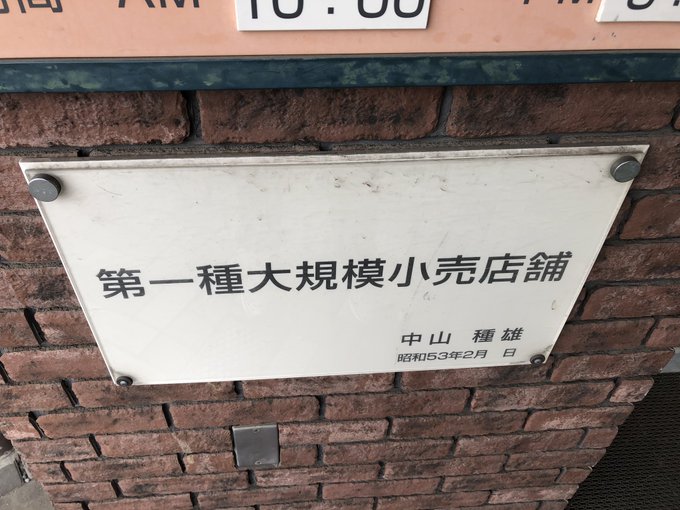 AM 10:00 PM
第一種大規模小売店舗
中山 種雄
昭和53年2月 日